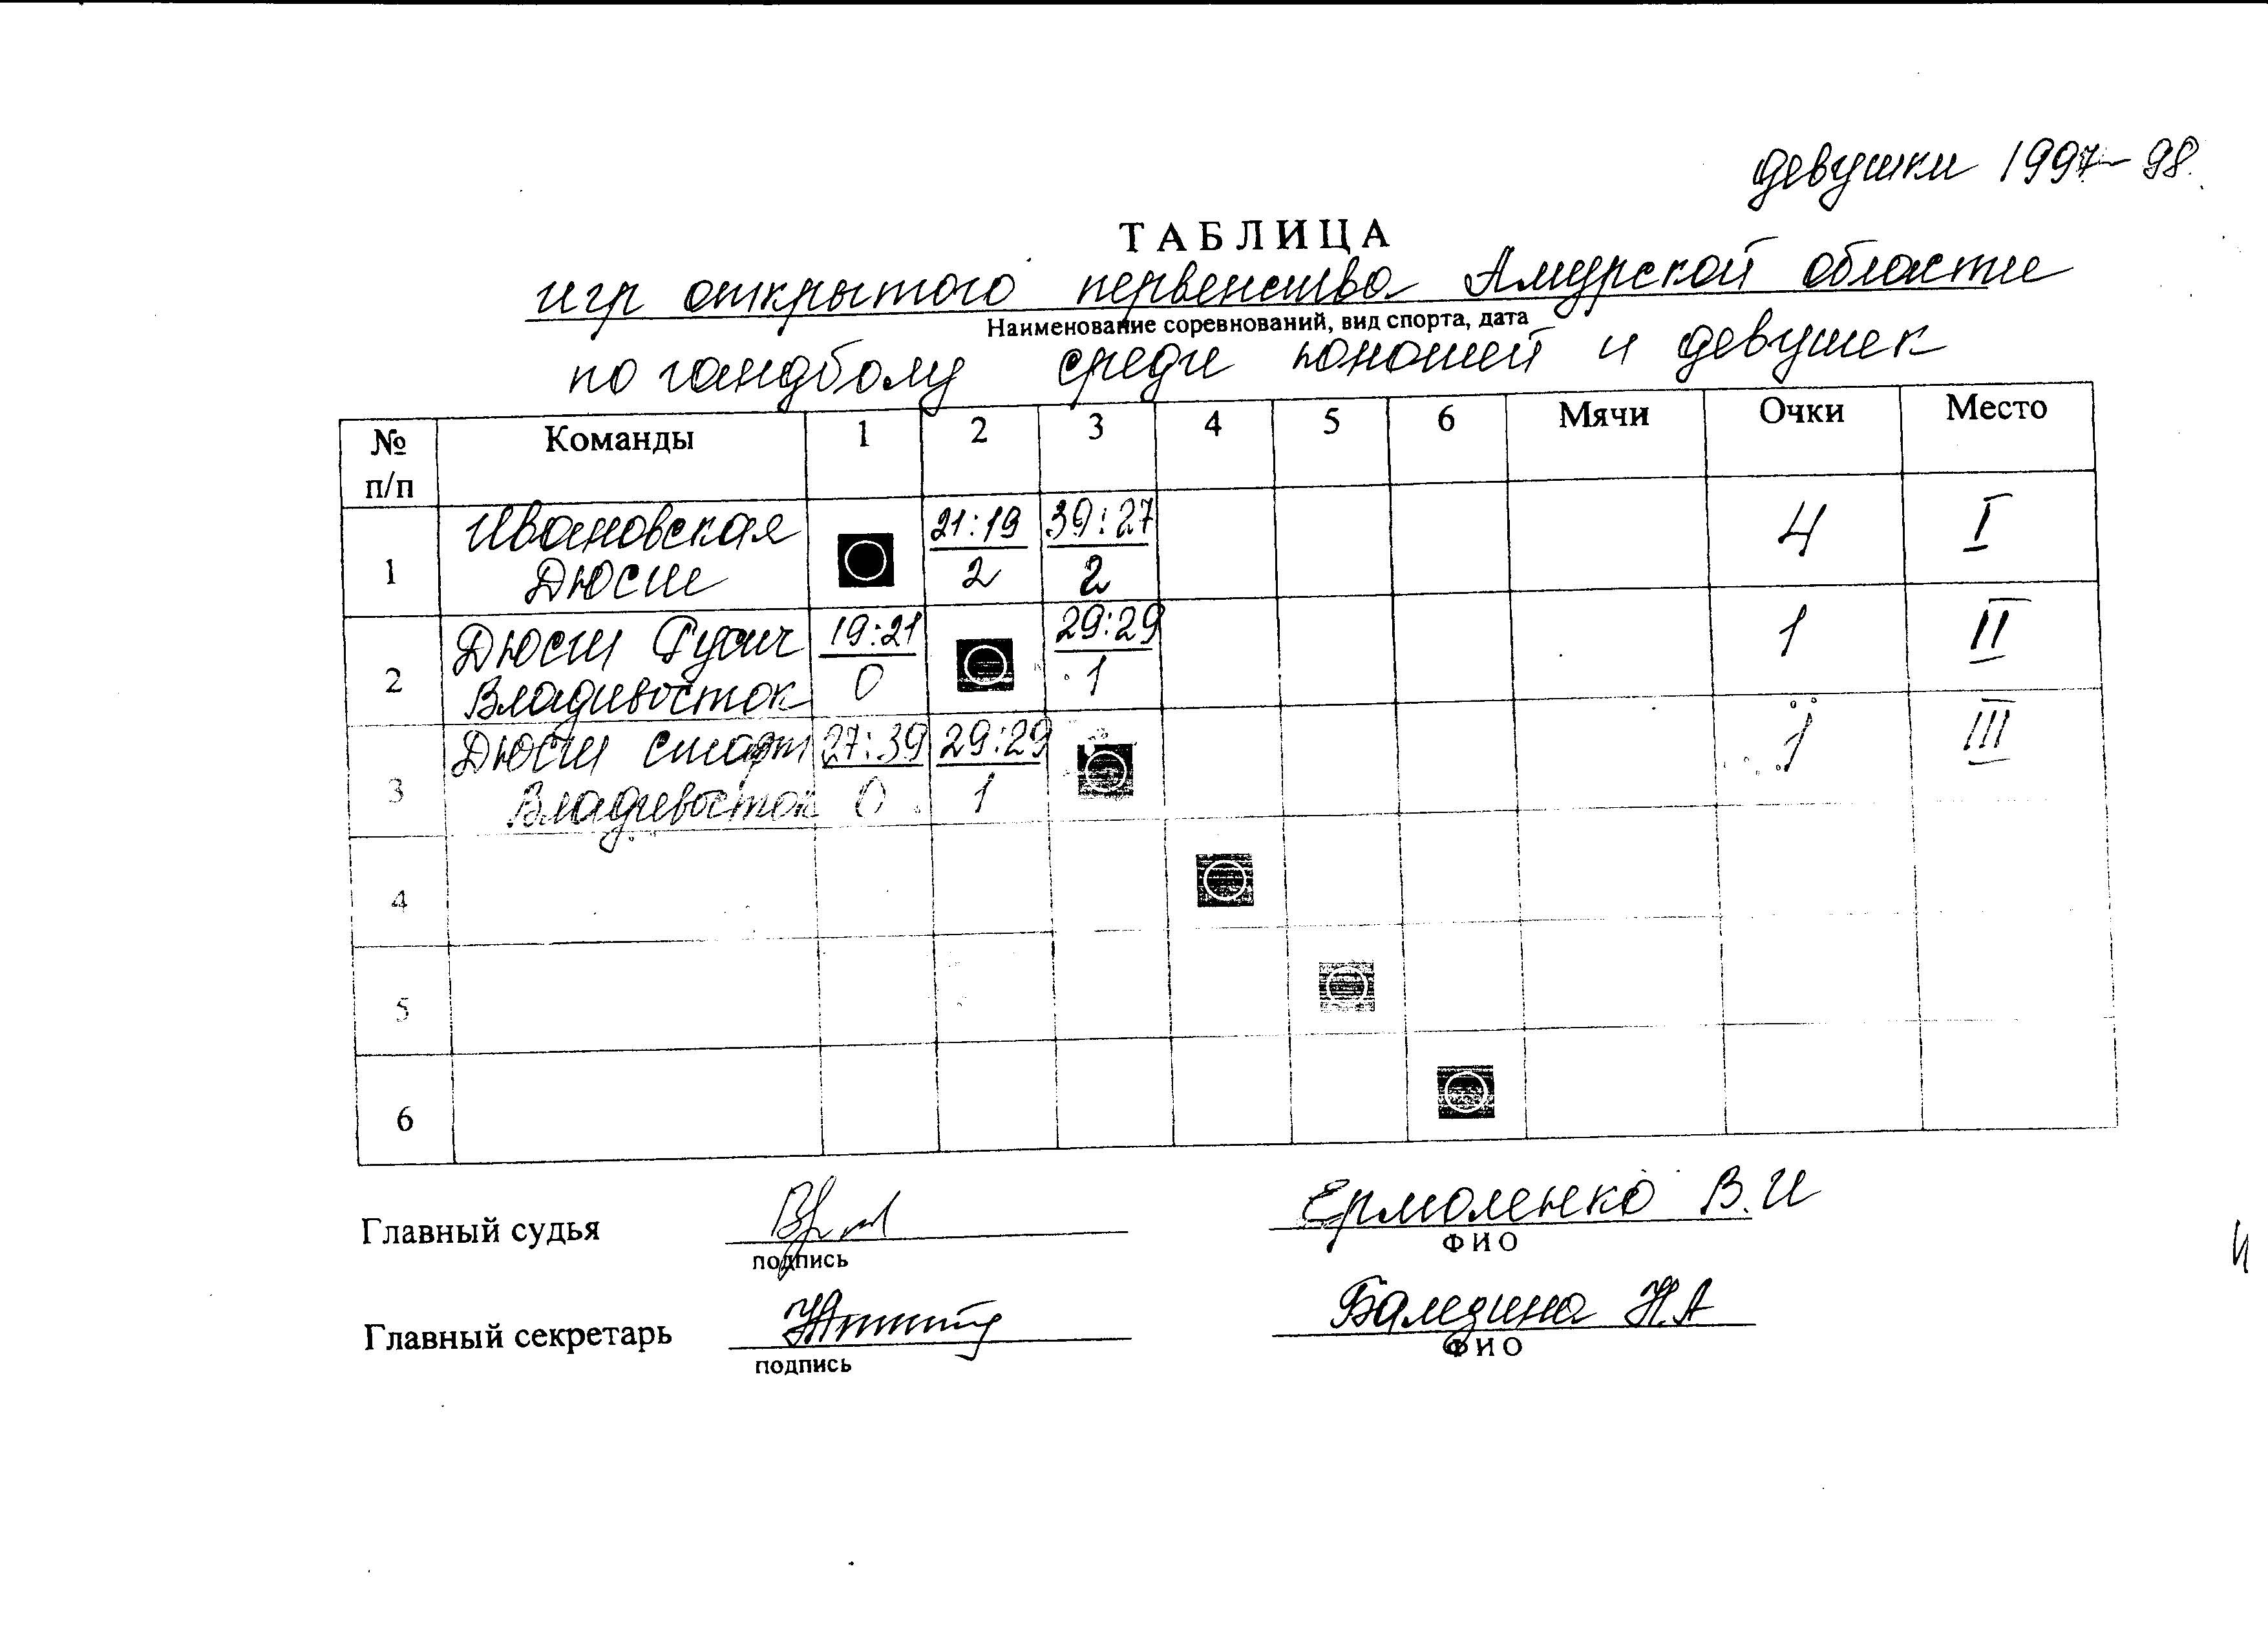 девушки 1997-98.
ТАБЛИЦА
игр открытого первенства Амурской области
Наименование соревнований, вид спорта, дата
по гандболу среди юношей и девушек
№ п/п Команды 1 2 3 4 5 6 Мячи Очки Место
1 Ивановская ДЮСШ 21:19 2 39:27 2 4 I
2 ДЮСШ Русич Владивосток 19:21 0 29:29 1 1 II
3 ДЮСШ старт Владивосток 27:39 0 29:29 1 1 III
4
5
6
Главный судья Ермоленко В.И
подпись ФИО
Главный секретарь Н.А
подпись ФИО